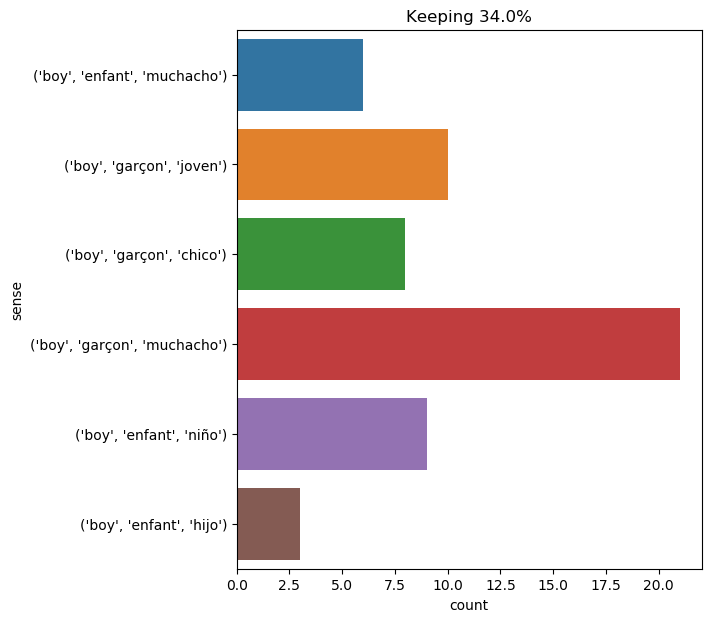 Keeping 34.0%
('boy', 'enfant', 'muchacho')
('boy', 'garçon', 'joven')
('boy', 'garçon', 'chico')
sense
('boy', 'garçon', 'muchacho')
('boy', 'enfant', 'niño')
('boy', 'enfant', 'hijo')
0.0 2.5 5.0 7.5 10.0 12.5 15.0 17.5 20.0
count